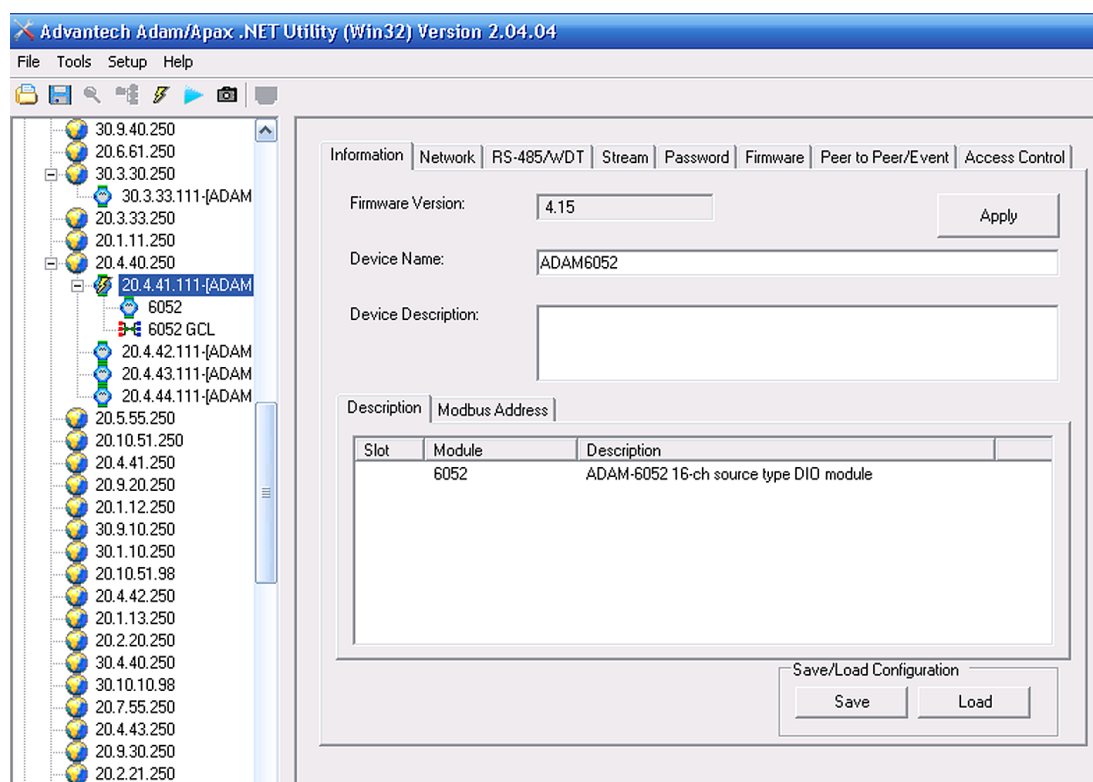 Advantech Adam/Apax .NET Utility (Win32) Version 2.04.04
File Tools Setup Help
30.9.40.250
20.6.61.250
30.3.30.250
30.3.33.111-[ADAM
20.3.33.250
20.1.11.250
20.4.40.250
20.4.41.111-[ADAM
6052
6052 GCL
20.4.42.111-[ADAM
20.4.43.111-[ADAM
20.4.44.111-[ADAM
20.5.55.250
20.10.51.250
20.4.41.250
20.9.20.250
20.1.12.250
30.9.10.250
30.1.10.250
20.10.51.98
20.4.42.250
20.1.13.250
20.2.20.250
30.4.40.250
30.10.10.98
20.7.55.250
20.4.43.250
20.9.30.250
20.2.21.250
Information Network RS-485/WDT Stream Password Firmware Peer to Peer/Event Access Control
Firmware Version: 4.15
Apply
Device Name: ADAM6052
Device Description:
Description Modbus Address
Slot Module Description
6052 ADAM-6052 16-ch source type DIO module
Save/Load Configuration
Save Load